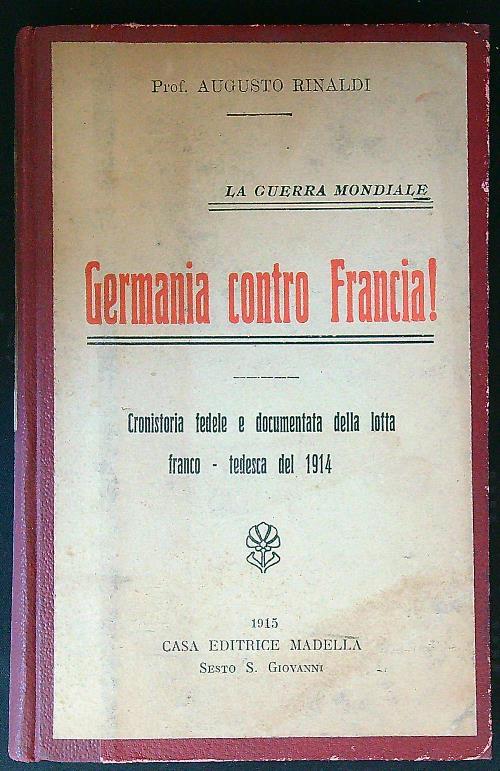 Prof. AUGUSTO RINALDI
LA GUERRA MONDIALE
Germania contro Francia!
Cronistoria fedele e documentata della lotta
franco - tedesca del 1914
1915
CASA EDITRICE MADELLA
SESTO S. GIOVANNI